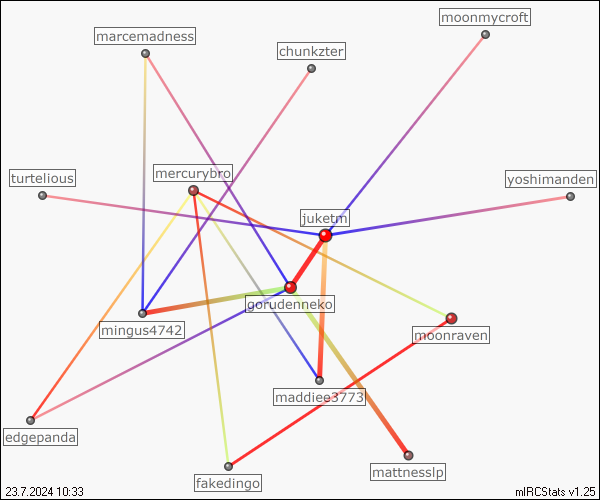 moonmycroft
marcemadness
chunkzter
mercurybro
turtelious
yoshimanden
juketm
gorudenneko
mingus4742
moonraven
maddiee3773
edgepanda
mattnesslp
fakedingo
23.7.2024 10:33
mIRCStats v1.25